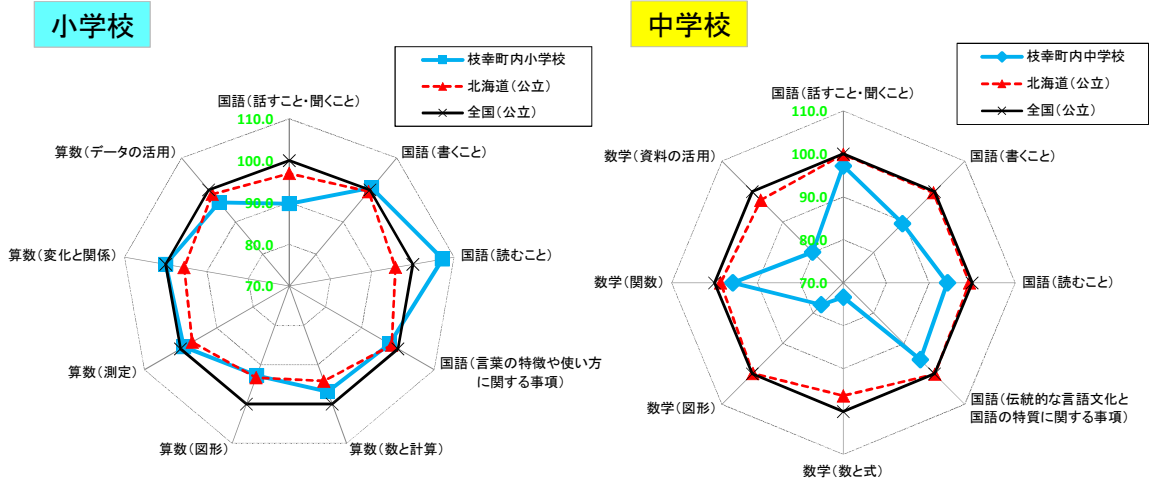 小学校
枝幸町内小学校
北海道(公立)
全国(公立)
国語(話すこと・聞くこと)
国語(書くこと)
国語(読むこと)
国語(言葉の特徴や使い方
に関する事項)
算数(数と計算)
算数(図形)
算数(測定)
算数(変化と関係)
算数(データの活用)
110.0
100.0
90.0
80.0
70.0
中学校
枝幸町内中学校
北海道(公立)
全国(公立)
国語(話すこと・聞くこと)
国語(書くこと)
国語(読むこと)
国語(伝統的な言語文化と
国語の特質に関する事項)
数学(数と式)
数学(図形)
数学(関数)
数学(資料の活用)
110.0
100.0
90.0
80.0
70.0